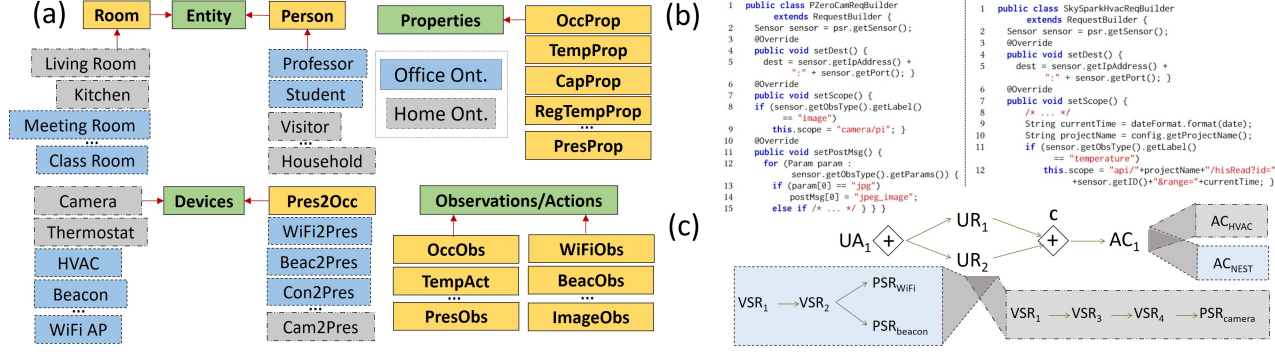 (a)
Room
Entity
Person
Living Room
Kitchen
Meeting Room
...
Class Room
Professor
Student
Visitor
...
Household
Properties
Office Ont.
Home Ont.
OccProp
TempProp
CapProp
RegTempProp
...
PresProp
Camera
Thermostat
HVAC
Beacon
...
WiFi AP
Devices
Pres2Occ
WiFi2Pres
Beac2Pres
Con2Pres
...
Cam2Pres
Observations/Actions
OccObs
TempAct
...
PresObs
WiFiObs
BeacObs
...
ImageObs
(b)
1 public class PZeroCamReqBuilder
extends RequestBuilder {
2 Sensor sensor = psr.getSensor();
3 @Override
4 public void setDest() {
5 dest = sensor.getIpAddress() +
":" + sensor.getPort(); }
6 @Override
7 public void setScope() {
8 if (sensor.getObsType().getLabel()
== "image")
9 this.scope = "camera/pi"; }
10 @Override
11 public void setPostMsg() {
12 for (Param param :
sensor.getObsType().getParams()) {
13 if (param[0] == "jpg")
14 postMsg[0] = "jpeg_image";
15 else if /* ... */ } } }
1 public class SkySparkHvacReqBuilder
extends RequestBuilder {
2 Sensor sensor = psr.getSensor();
3 @Override
4 public void setDest() {
5 dest = sensor.getIpAddress() +
":" + sensor.getPort(); }
6 @Override
7 public void setScope() {
8 /* ... */
9 String currentTime = dateFormat.format(date);
10 String projectName = config.getProjectName();
11 if (sensor.getObsType().getLabel()
== "temperature")
12 this.scope = "api/"+projectName+"/hisRead?id="
+sensor.getID()+"&range="+currentTime; }
(c)
UA1
+
UR1
UR2
C
+
AC1
ACHVAC
ACNEST
VSR1
VSR2
PSRWiFi
PSRbeacon
VSR1
VSR3
VSR4
PSRcamera